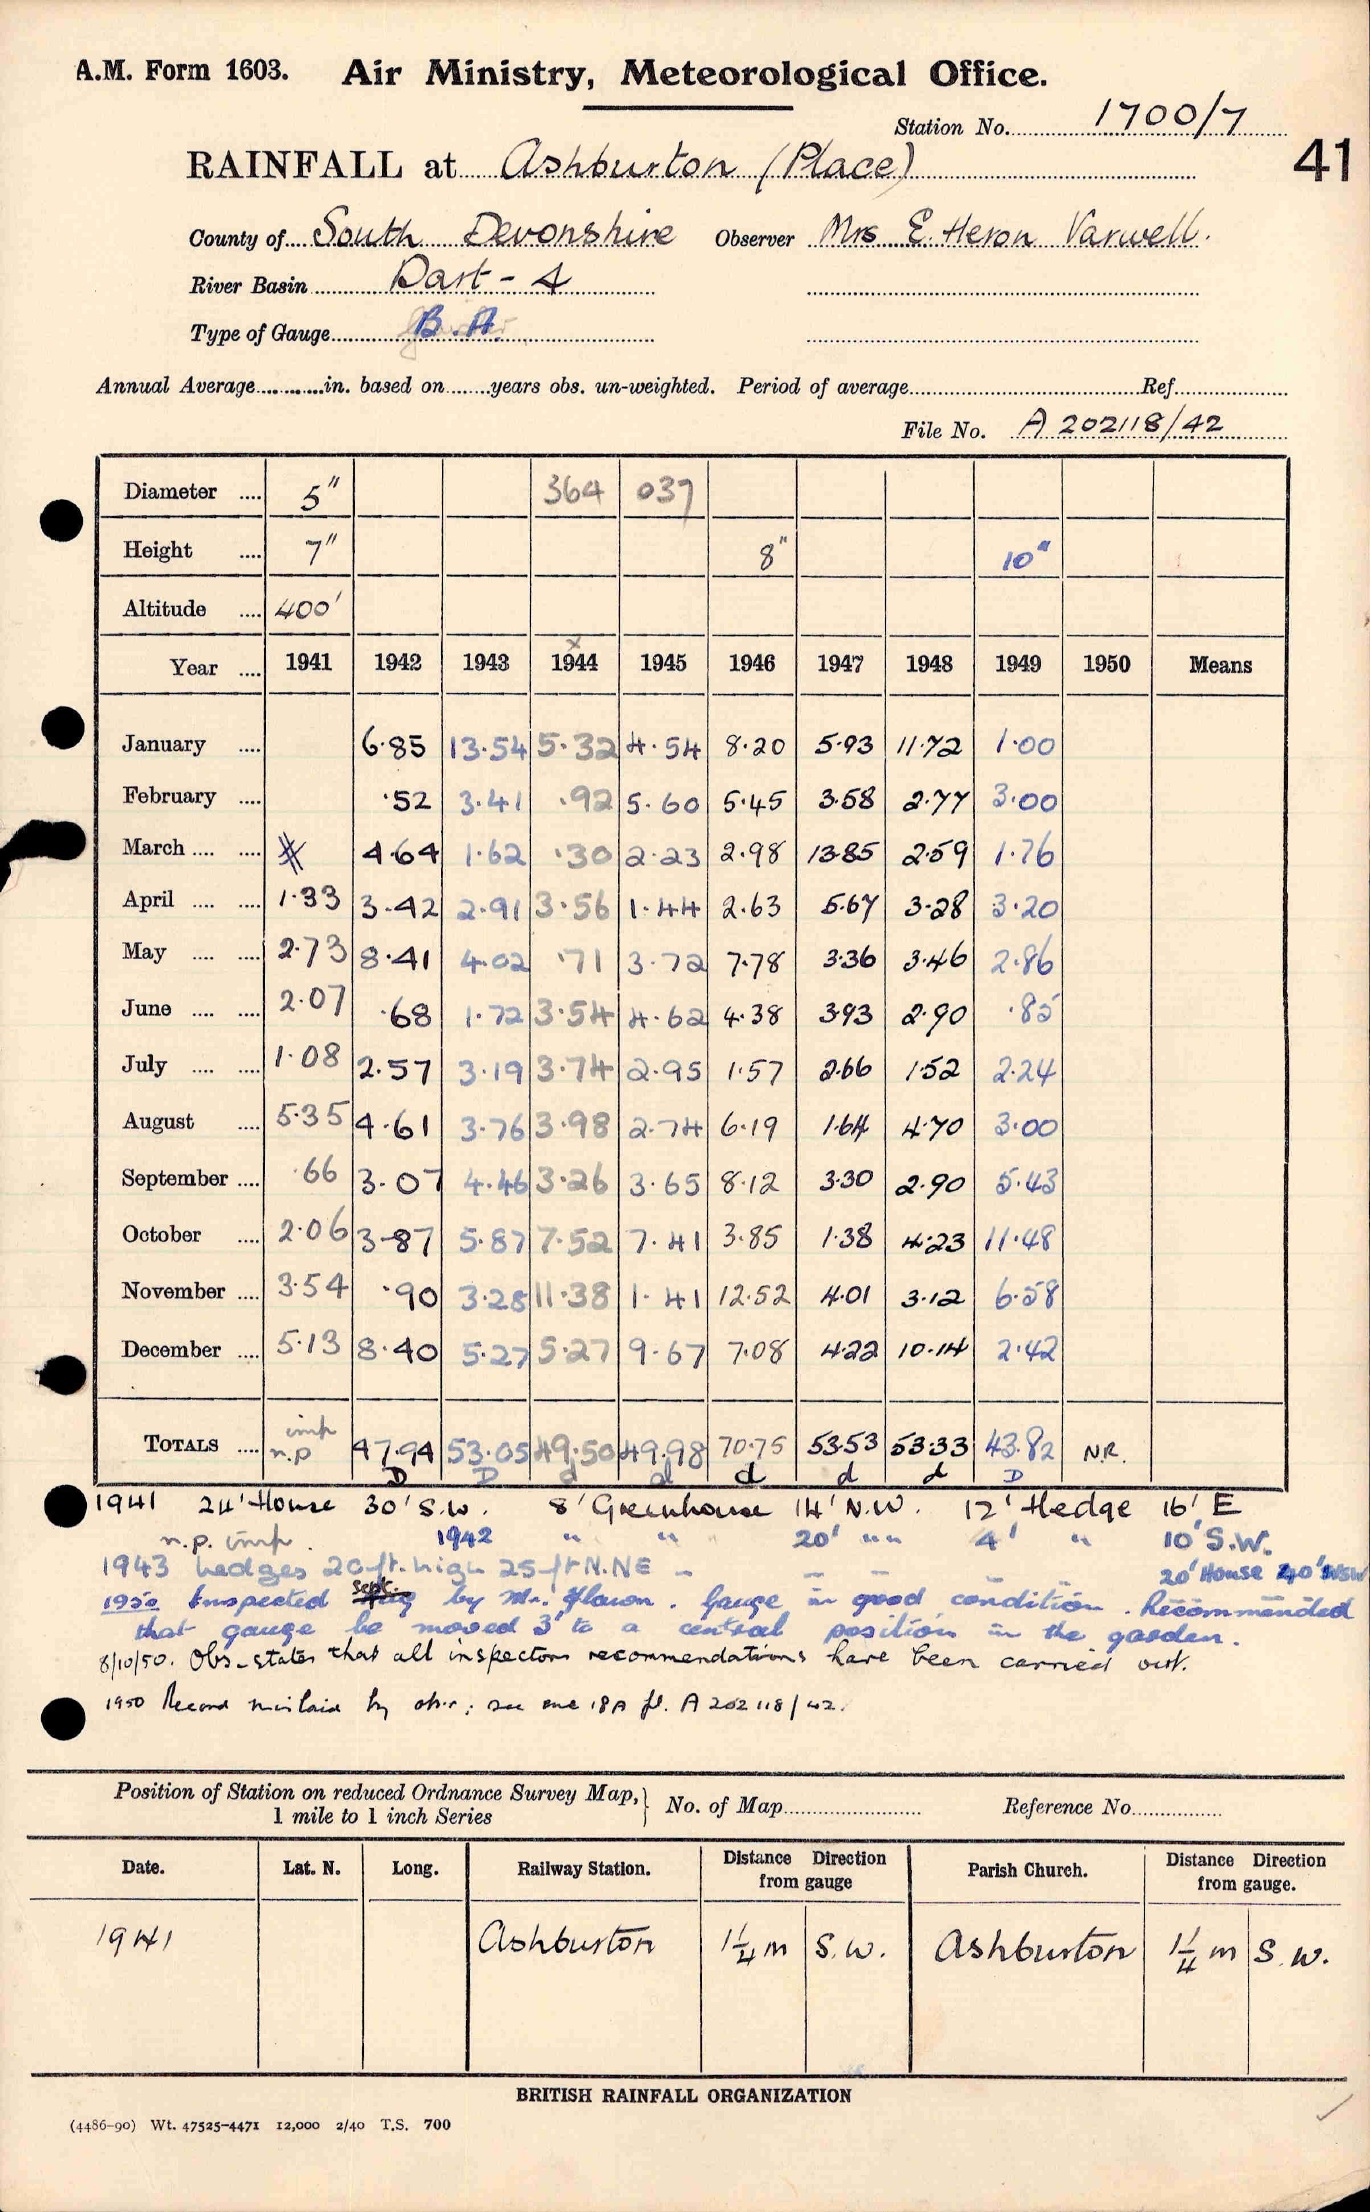 A.M. Form 1603. Air Ministry, Meteorological Office.
Station No. 1700/7
41
RAINFALL at Ashburton (Place)
County of South Devonshire Observer Mrs E. Heron Varwell.
River Basin Dart - 4
Type of Gauge B.A.
Annual Average in. based on years obs. un-weighted. Period of average Ref
File No. A 202118/42
Diameter 5" 364 037
Height 7" 8" 10"
Altitude 400'
x
Year 1941 1942 1943 1944 1945 1946 1947 1948 1949 1950 Means
January 6.85 13.54 5.32 4.54 8.20 5.93 11.72 1.00
February .52 3.41 .92 5.60 5.45 3.58 2.77 3.00
March # 4.64 1.62 .30 2.23 2.98 13.85 2.59 1.76
April 1.33 3.42 2.91 3.56 1.44 2.63 5.67 3.28 3.20
May 2.73 8.41 4.02 .71 3.72 7.78 3.36 3.46 2.86
June 2.07 .68 1.72 3.54 4.62 4.38 3.93 2.90 .85
July 1.08 2.57 3.19 3.74 2.95 1.57 2.66 1.52 2.24
August 5.35 4.61 3.76 3.98 2.74 6.19 1.64 4.70 3.00
September .66 3.07 4.46 3.26 3.65 8.12 3.30 2.90 5.43
October 2.06 3.87 5.87 7.52 7.41 3.85 1.38 4.23 11.48
November 3.54 .90 3.28 11.38 1.41 12.52 4.01 3.12 6.58
December 5.13 8.40 5.27 5.27 9.67 7.08 4.22 10.14 2.42
TOTALS imp n.p 47.94 53.05 49.50 49.98 70.75 53.53 53.33 43.82 N.R.
D D d d d d d D
1941 24' House 30' S.W. 8' Greenhouse 14' N.W. 12' Hedge 16' E
n.p. imp. 1942 " " 20' " " 4' " 10' S.W.
1943 hedges 20 ft. high 25 ft N.NE 20' House 40' WSW
1950 Inspected Sept. by Mr. Glawn. Gauge in good condition. Recommended
that gauge be moved 3' to a central position in the garden.
8/10/50. Obs. states that all inspectors recommendations have been carried out.
1950 Record mislaid by obsr; see enc 18A fl. A 202118/42.
Position of Station on reduced Ordnance Survey Map, 1 mile to 1 inch Series } No. of Map Reference No.
Date. Lat. N. Long. Railway Station. Distance Direction from gauge Parish Church. Distance Direction from gauge.
1941 Ashburton 1¼ m S.W. Ashburton 1¼ m S.W.
BRITISH RAINFALL ORGANIZATION
(4486-90) Wt. 47525-4471 12,000 2/40 T.S. 700